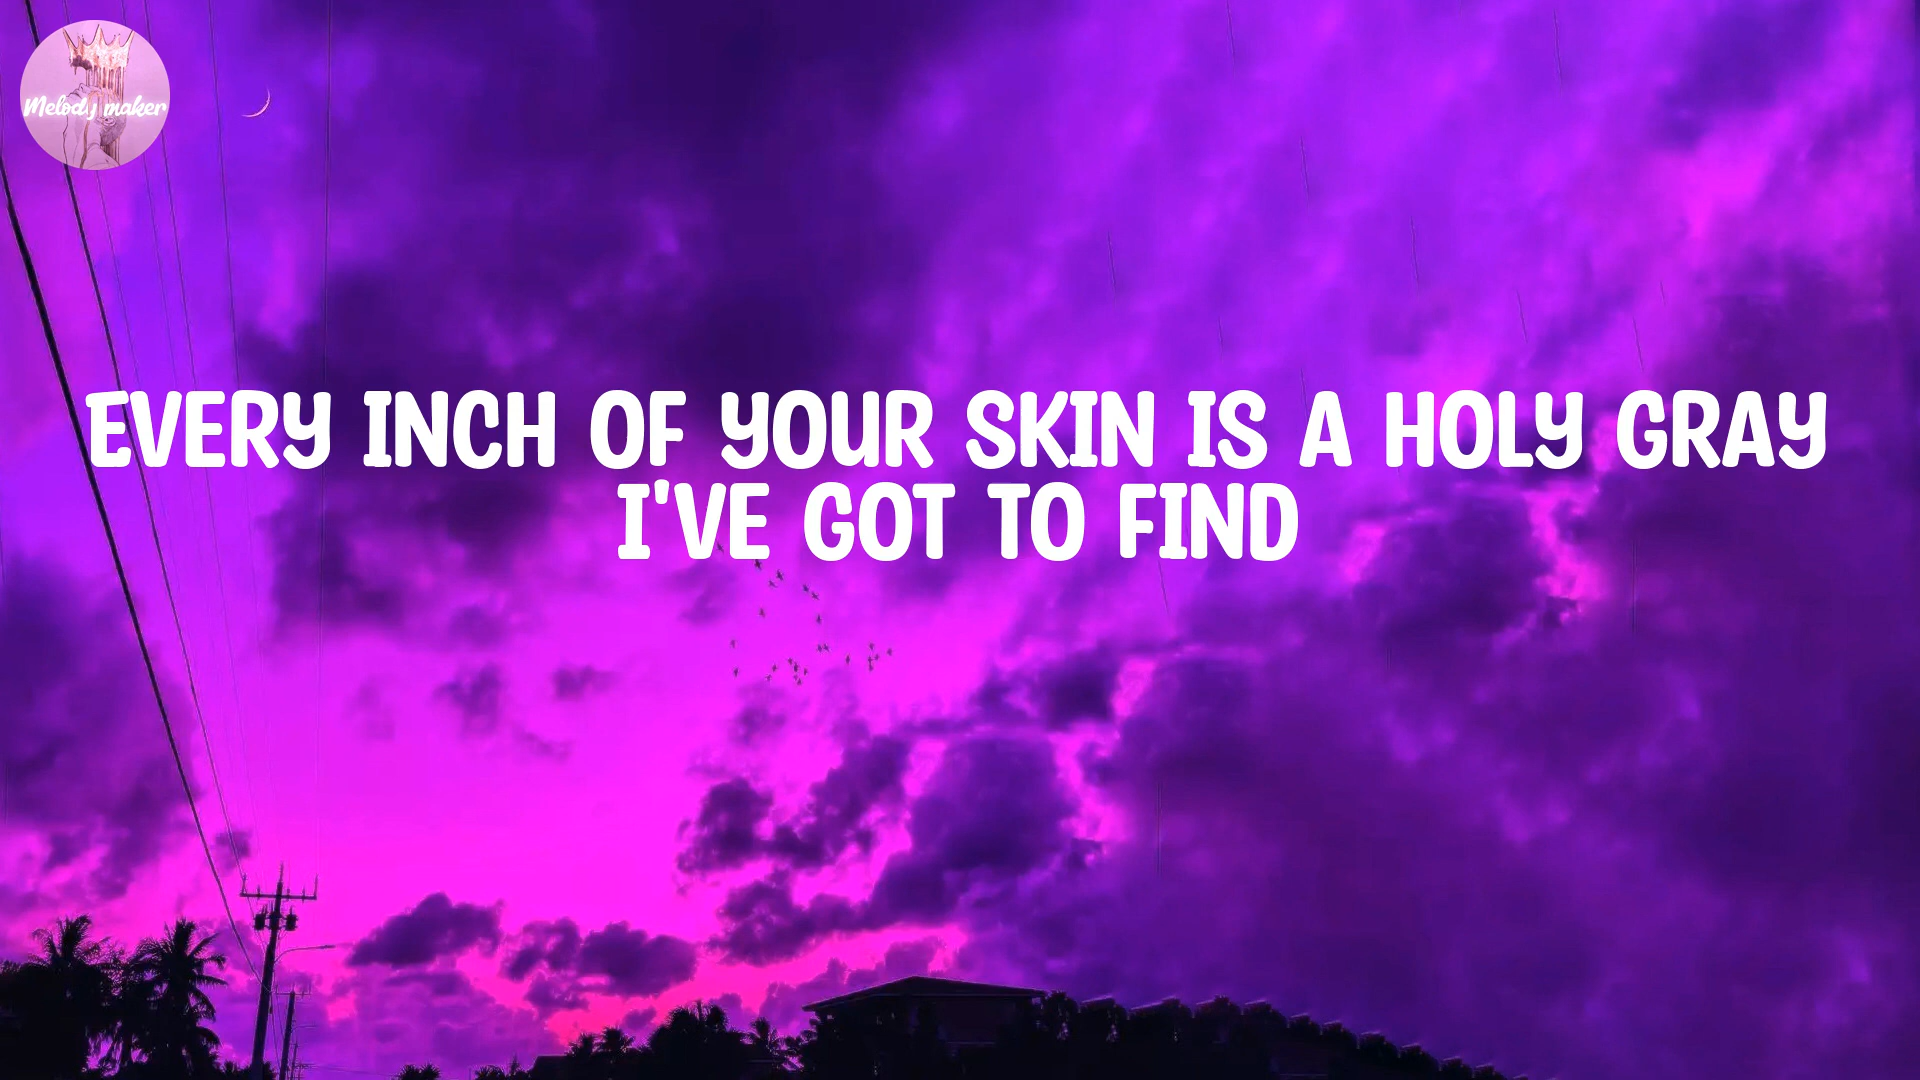 Melody maker
EVERY INCH OF YOUR SKIN IS A HOLY GRAY
I'VE GOT TO FIND